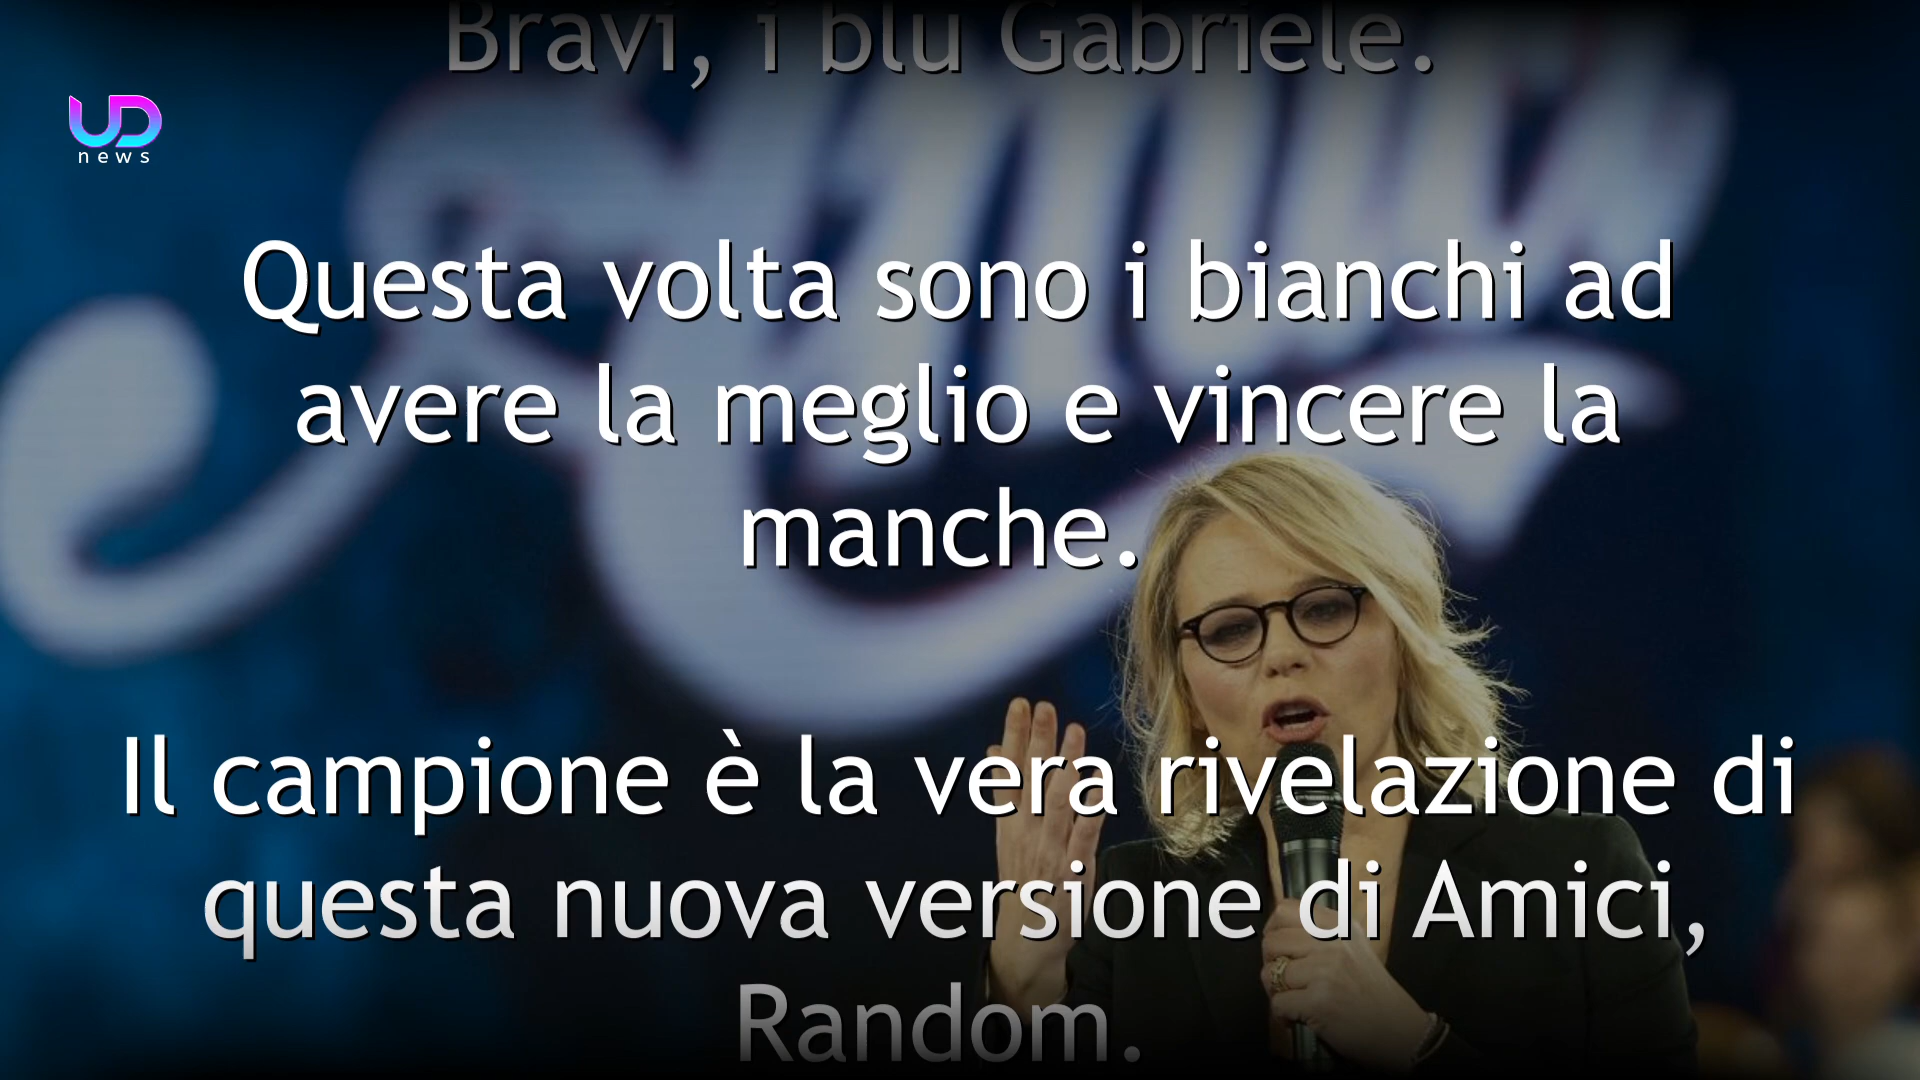 Bravi, i blu Gabriele.
UD
news
Amici
Questa volta sono i bianchi ad
avere la meglio e vincere la
manche.
Il campione è la vera rivelazione di
questa nuova versione di Amici,
Random.